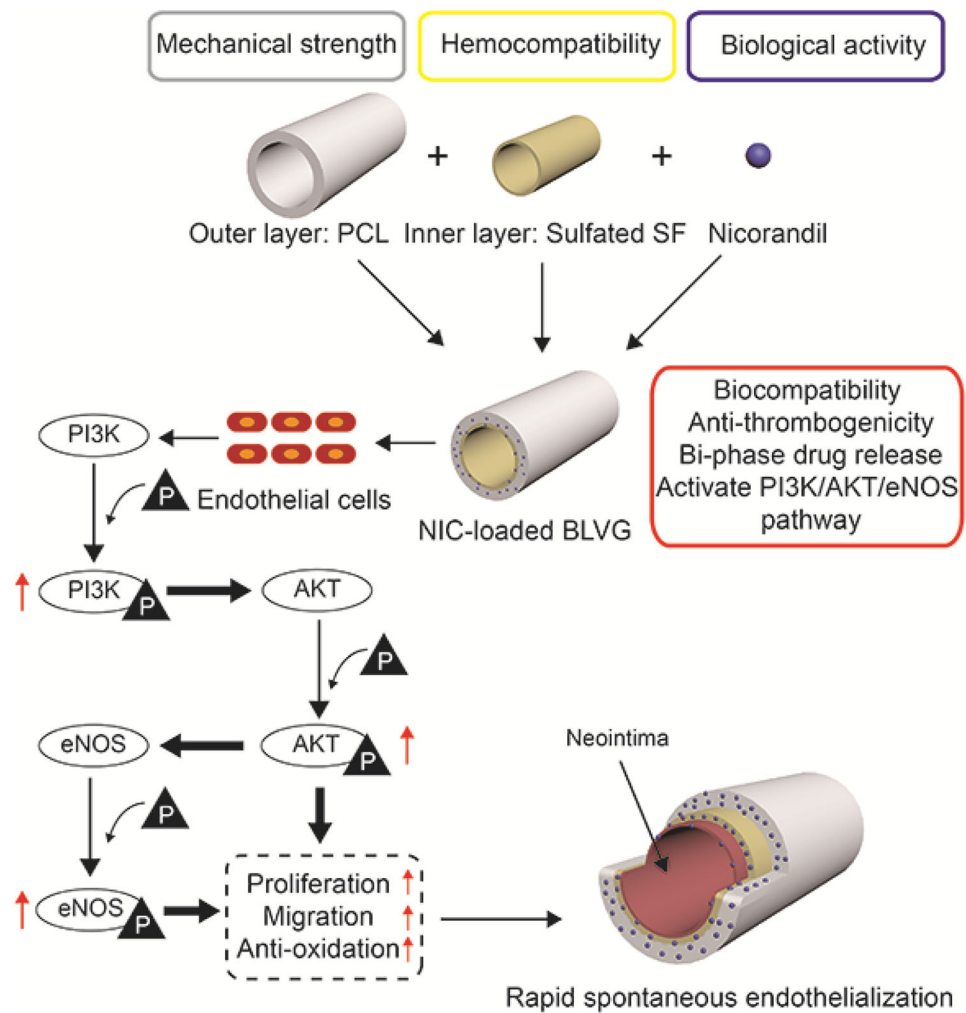 Mechanical strength
Hemocompatibility
Biological activity
+
+
Outer layer: PCL
Inner layer: Sulfated SF
Nicorandil
Biocompatibility
Anti-thrombogenicity
Bi-phase drug release
Activate PI3K/AKT/eNOS
pathway
NIC-loaded BLVG
Endothelial cells
PI3K
P
PI3K
P
AKT
P
AKT
P
eNOS
P
eNOS
P
Proliferation
Migration
Anti-oxidation
Neointima
Rapid spontaneous endothelialization